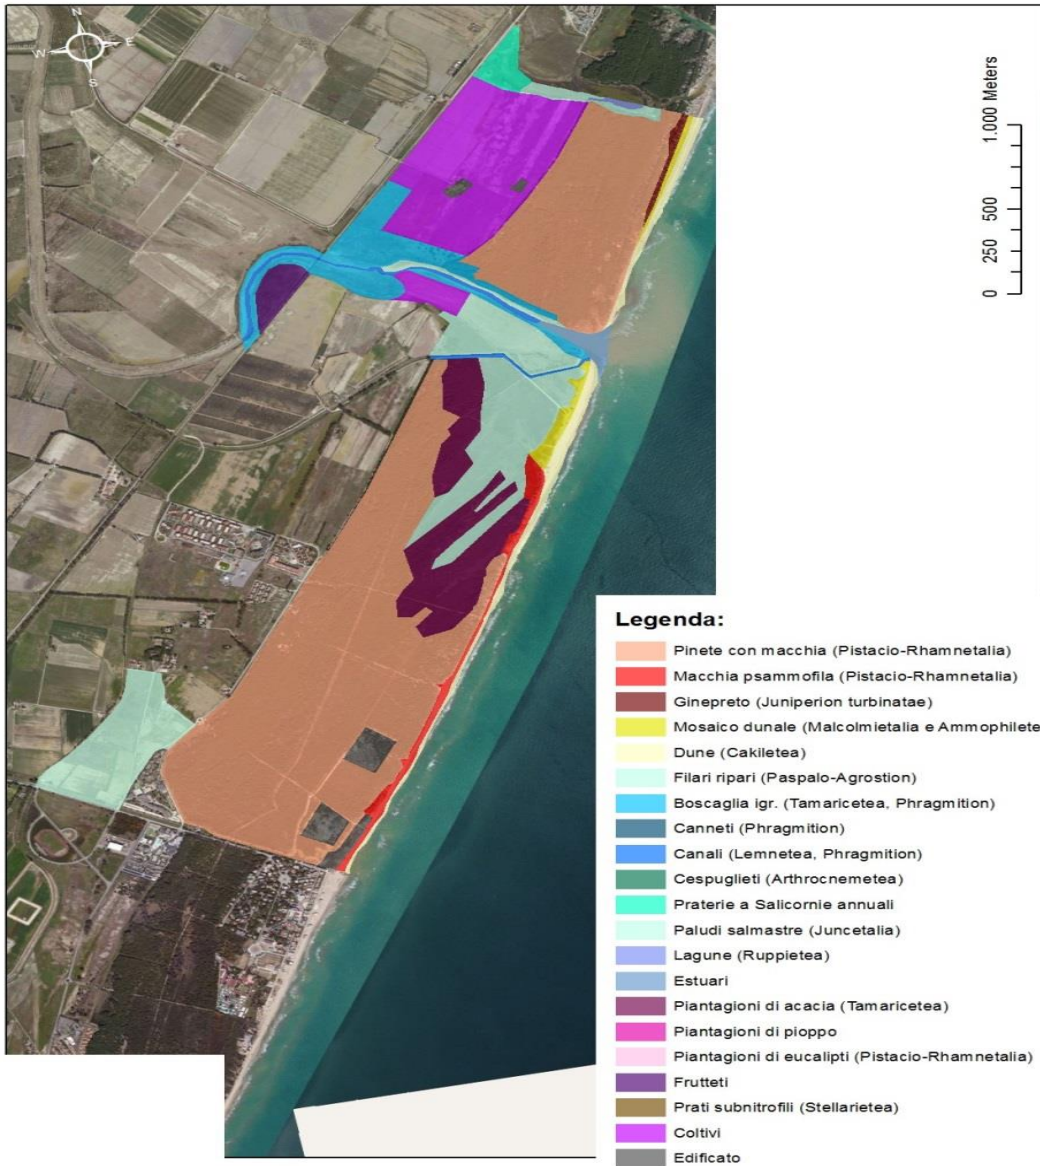 N
W E
S
1.000 Meters
500
250
0
Legenda:
Pinete con macchia (Pistacio-Rhamnetalia)
Macchia psammofila (Pistacio-Rhamnetalia)
Ginepreto (Juniperion turbinatae)
Mosaico dunale (Malcolmietalia e Ammophilete
Dune (Cakiletea)
Filari ripari (Paspalo-Agrostion)
Boscaglia igr. (Tamaricetea, Phragmition)
Canneti (Phragmition)
Canali (Lemnetea, Phragmition)
Cespuglieti (Arthrocnemetea)
Praterie a Salicornie annuali
Paludi salmastre (Juncetalia)
Lagune (Ruppietea)
Estuari
Piantagioni di acacia (Tamaricetea)
Piantagioni di pioppo
Piantagioni di eucalipti (Pistacio-Rhamnetalia)
Frutteti
Prati subnitrofili (Stellarietea)
Coltivi
Edificato